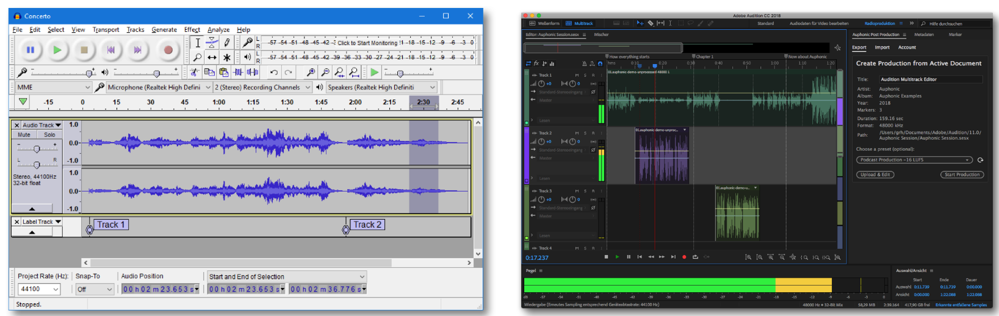 Concerto
File Edit Select View Transport Tracks Generate Effect Analyze Help
L
R
-57 -54 -51 -48 -45 -42 -3 Click to Start Monitoring !1 -18 -15 -12 -9 -6 -3 0
L
R
-57 -54 -51 -48 -45 -42 -39 -36 -33 -30 -27 -24 -21 -18 -15 -12 -9 -6 -3 0
MME
Microphone (Realtek High Defini
2 (Stereo) Recording Channels
Speakers (Realtek High Definiti
-15 0 15 30 45 1:00 1:15 1:30 1:45 2:00 2:15 2:30 2:45
Audio Track
Mute Solo
- +
L R
Stereo, 44100Hz
32-bit float
1.0
0.0
-1.0
1.0
0.0
-1.0
Label Track
Track 1
Track 2
Project Rate (Hz): Snap-To Audio Position Start and End of Selection
44100 Off 00 h 02 m 23.653 s 00 h 02 m 23.653 s 00 h 02 m 36.776 s
Stopped.
Adobe Audition CC 2018
Wellenform Multitrack Standard Audiodaten für Video bearbeiten Radioproduktion Hilfe durchsuchen
Editor: Auphonic Session.sesx Mischer
How everything starts Chapter 1 Now about Auphonic
hms 0:10 0:20 0:30 0:40 0:50 1:00 1:10 1:20
Track 1 M S R
01.auphonic-demo-unprocessed 48000 1
+0 0
Standard-Stereoeingang
Master
Lesen
Track 2 M S R
01.auphonic-demo-unproc...
+0 0
Standard-Stereoeingang
Master
Lesen
Track 3 M S R
01.auphonic-demo-u...
+0 0
Standard-Stereoeingang
Master
Lesen
Track 4 M S R
0:17.237
Auphonic Post Production Metadaten Marker
Export Import Account
Create Production from Active Document
Title: Audition Multitrack Editor
Artist: Auphonic
Album: Auphonic Examples
Year: 2018
Markers: 3
Duration: 159.16 sec
Format: 48000 kHz
Path: /Users/grh/Documents/Adobe/Audition/11.0/
Auphonic Session/Auphonic Session.sesx
Choose a preset (optional):
Podcast Production -16 LUFS
Upload & Edit Start Production
Pegel
dB -57 -54 -51 -48 -45 -42 -39 -36 -33 -30 -27 -24 -21 -18 -15 -12 -9 -6 -3 0
Auswahl/Ansicht
Start Ende Dauer
Auswahl 0:11.739 0:11.739 0:00.000
Ansicht 0:00.000 1:22.088 1:22.088
Wiedergabe (Erneutes Sampling entsprechend Geräteabtastrate: 44100 Hz)
48000 Hz • 32-Bit Mix 58,29 MB 2:39.164 417,90 GB frei Erkannte entfallene Samples